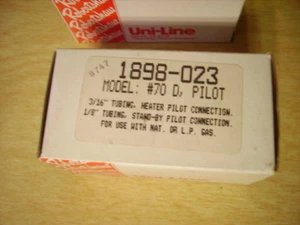 Uni-Line
1898-023
MODEL: #70 D, PILOT
3/16" TUBING, HEATER PILOT CONNECTION.
1/8" TUBING, STAND-BY PILOT CONNECTION.
FOR USE WITH NAT. OR L.P. GAS.